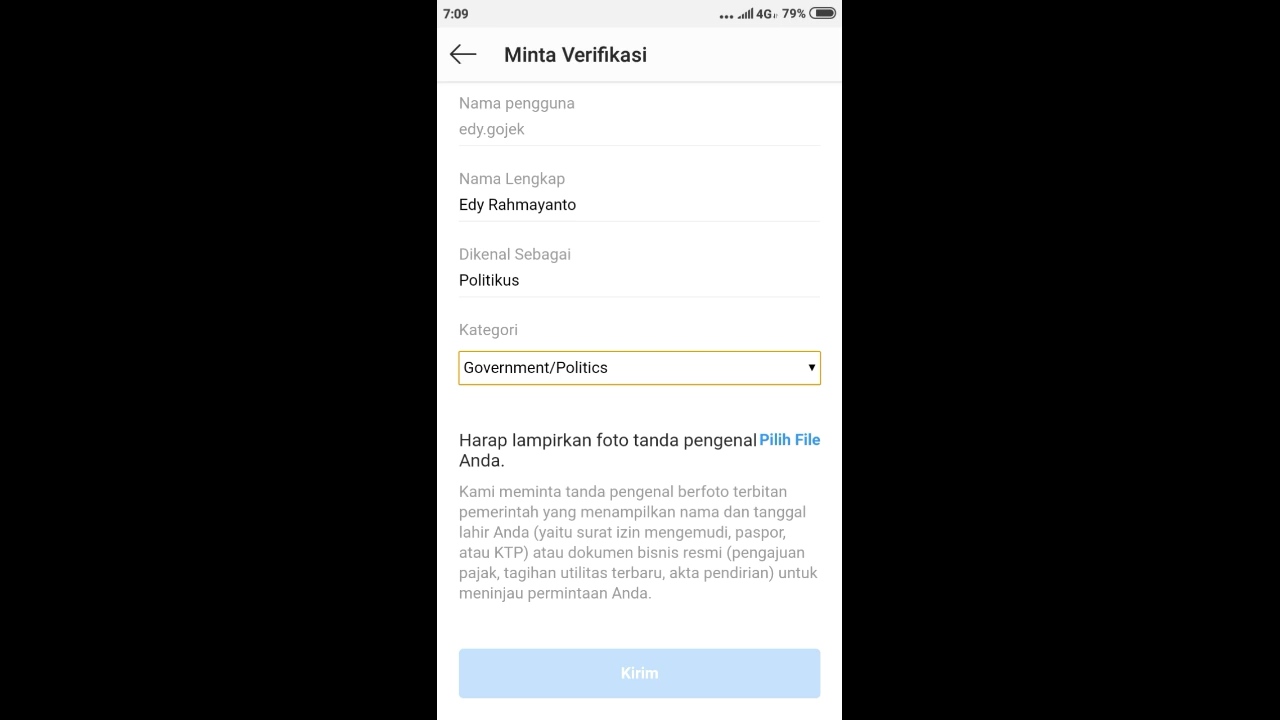 7:09
4G
79%
Minta Verifikasi
Nama pengguna
edy.gojek
Nama Lengkap
Edy Rahmayanto
Dikenal Sebagai
Politikus
Kategori
Government/Politics
Harap lampirkan foto tanda pengenal Pilih File
Anda.
Kami meminta tanda pengenal berfoto terbitan
pemerintah yang menampilkan nama dan tanggal
lahir Anda (yaitu surat izin mengemudi, paspor,
atau KTP) atau dokumen bisnis resmi (pengajuan
pajak, tagihan utilitas terbaru, akta pendirian) untuk
meninjau permintaan Anda.
Kirim